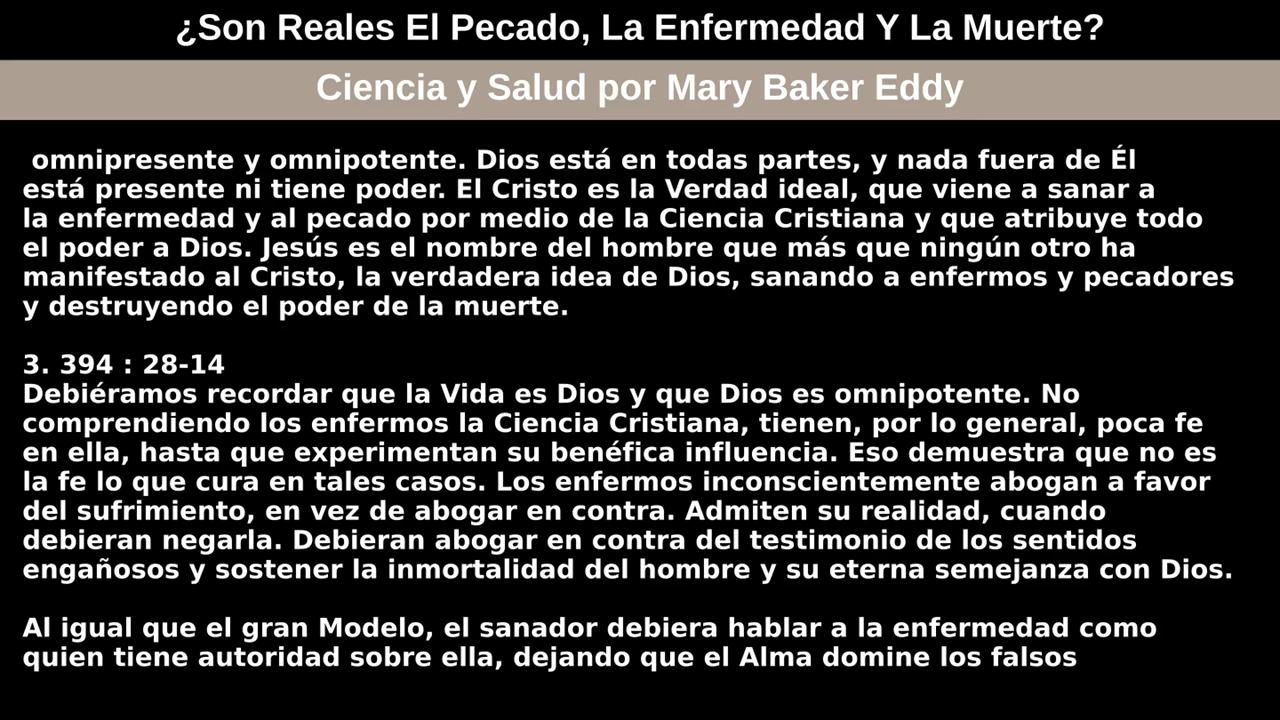 ¿Son Reales El Pecado, La Enfermedad Y La Muerte?
Ciencia y Salud por Mary Baker Eddy
omnipresente y omnipotente. Dios está en todas partes, y nada fuera de Él
está presente ni tiene poder. El Cristo es la Verdad ideal, que viene a sanar a
la enfermedad y al pecado por medio de la Ciencia Cristiana y que atribuye todo
el poder a Dios. Jesús es el nombre del hombre que más que ningún otro ha
manifestado al Cristo, la verdadera idea de Dios, sanando a enfermos y pecadores
y destruyendo el poder de la muerte.
3. 394 : 28-14
Debiéramos recordar que la Vida es Dios y que Dios es omnipotente. No
comprendiendo los enfermos la Ciencia Cristiana, tienen, por lo general, poca fe
en ella, hasta que experimentan su benéfica influencia. Eso demuestra que no es
la fe lo que cura en tales casos. Los enfermos inconscientemente abogan a favor
del sufrimiento, en vez de abogar en contra. Admiten su realidad, cuando
debieran negarla. Debieran abogar en contra del testimonio de los sentidos
engañosos y sostener la inmortalidad del hombre y su eterna semejanza con Dios.
Al igual que el gran Modelo, el sanador debiera hablar a la enfermedad como
quien tiene autoridad sobre ella, dejando que el Alma domine los falsos